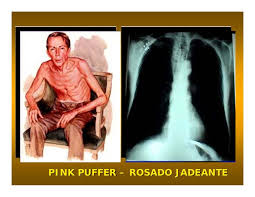 PINK PUFFER – ROSADO JADEANTE